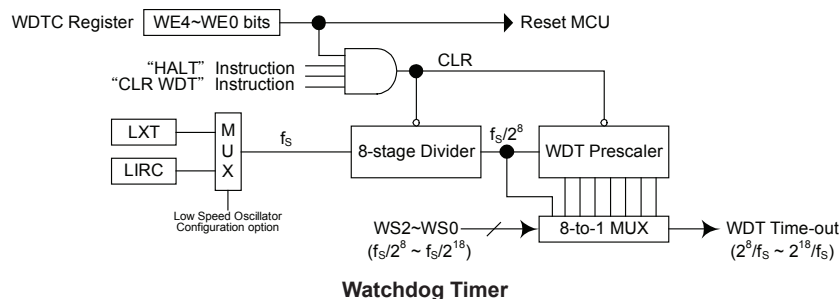 WDTC Register WE4~WE0 bits Reset MCU
"HALT" Instruction
"CLR WDT" Instruction
CLR
LXT
LIRC
M
U
X
fS
8-stage Divider
fS/2^8
WDT Prescaler
Low Speed Oscillator
Configuration option
WS2~WS0
(fS/2^8 ~ fS/2^18)
8-to-1 MUX
WDT Time-out
(2^8/fS ~ 2^18/fS)
Watchdog Timer